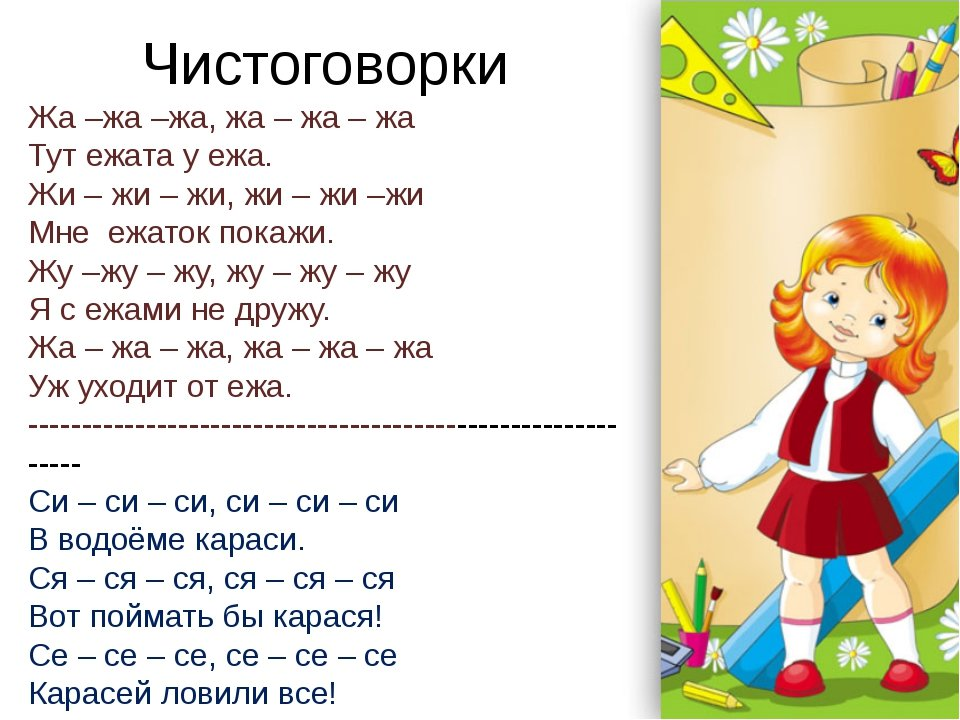 Чистоговорки
Жа –жа –жа, жа – жа – жа
Тут ежата у ежа.
Жи – жи – жи, жи – жи –жи
Мне  ежаток покажи.
Жу –жу – жу, жу – жу – жу
Я с ежами не дружу.
Жа – жа – жа, жа – жа – жа
Уж уходит от ежа.
-------------------------------------------------------
-----
Си – си – си, си – си – си
В водоёме караси.
Ся – ся – ся, ся – ся – ся
Вот поймать бы карася!
Се – се – се, се – се – се
Карасей ловили все!